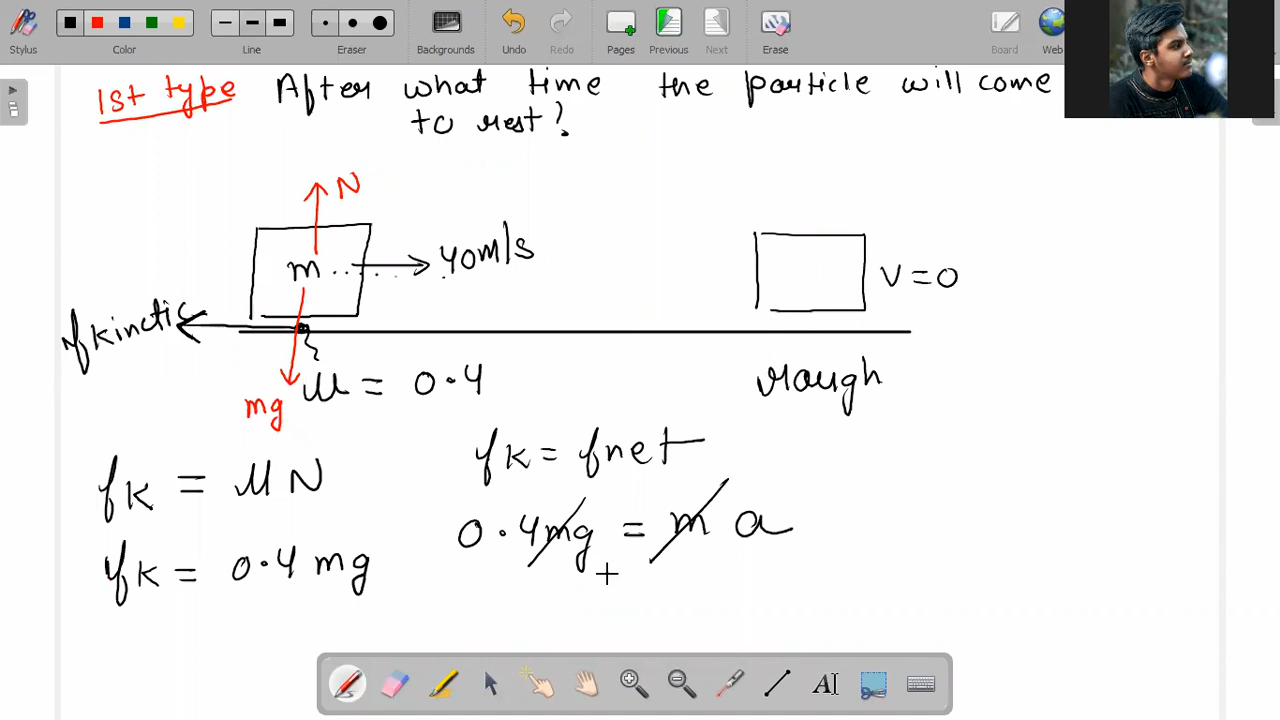 Stylus
Color
Line
Eraser
Backgrounds
Undo
Redo
Pages
Previous
Next
Erase
Board
Web
1st type After what time the particle will come
to rest?
N
m
40m/s
V = 0
fkinetic
mg
μ = 0.4
rough
fK = fnet
fK = μN
0.4mg = m a
fK = 0.4 mg
A